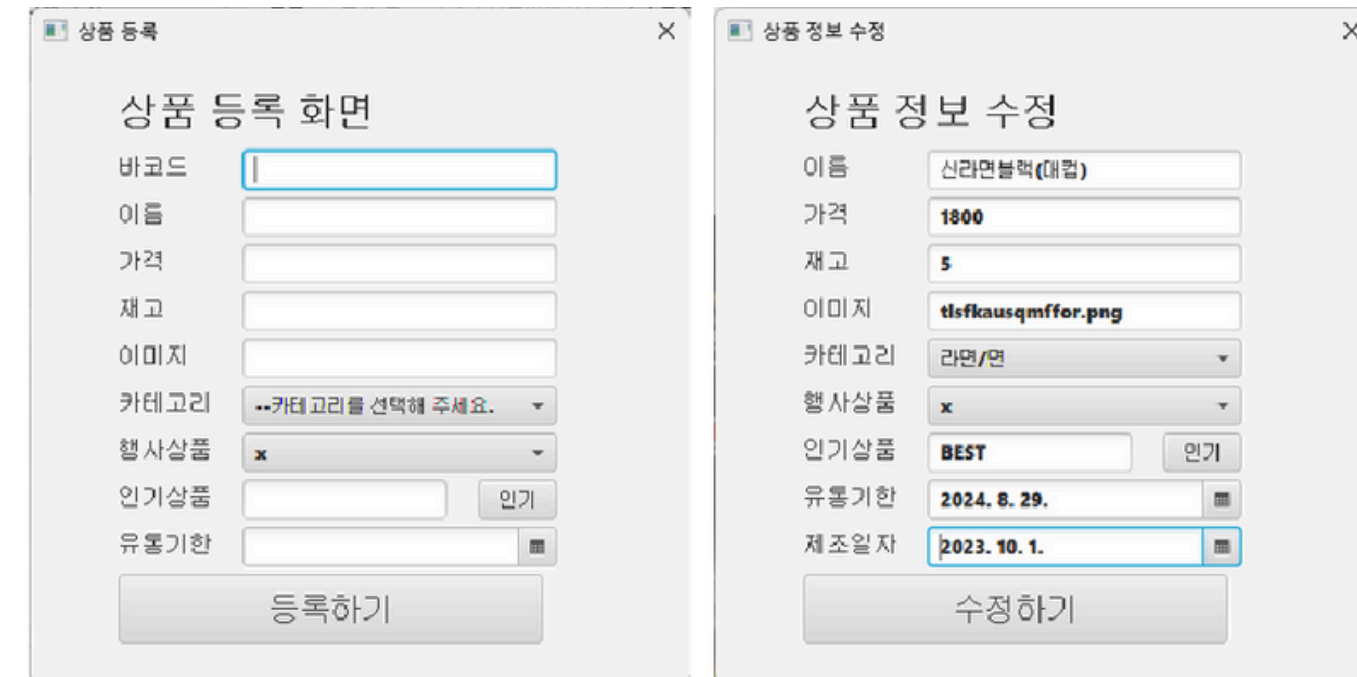 상품 등록
상품 등록 화면
바코드
이름
가격
재고
이미지
카테고리 --카테고리를 선택해 주세요.
행사상품 x
인기상품 인기
유통기한
등록하기
상품 정보 수정
상품 정보 수정
이름 신라면블랙(대컵)
가격 1800
재고 5
이미지 tlsfkausqmffor.png
카테고리 라면/면
행사상품 x
인기상품 BEST 인기
유통기한 2024. 8. 29.
제조일자 2023. 10. 1.
수정하기